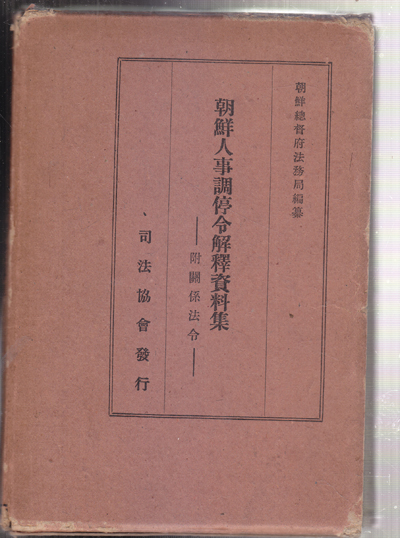 朝鮮總督府法務局編纂
朝鮮人事調停令解釋資料集
附關係法令
司法協會發行